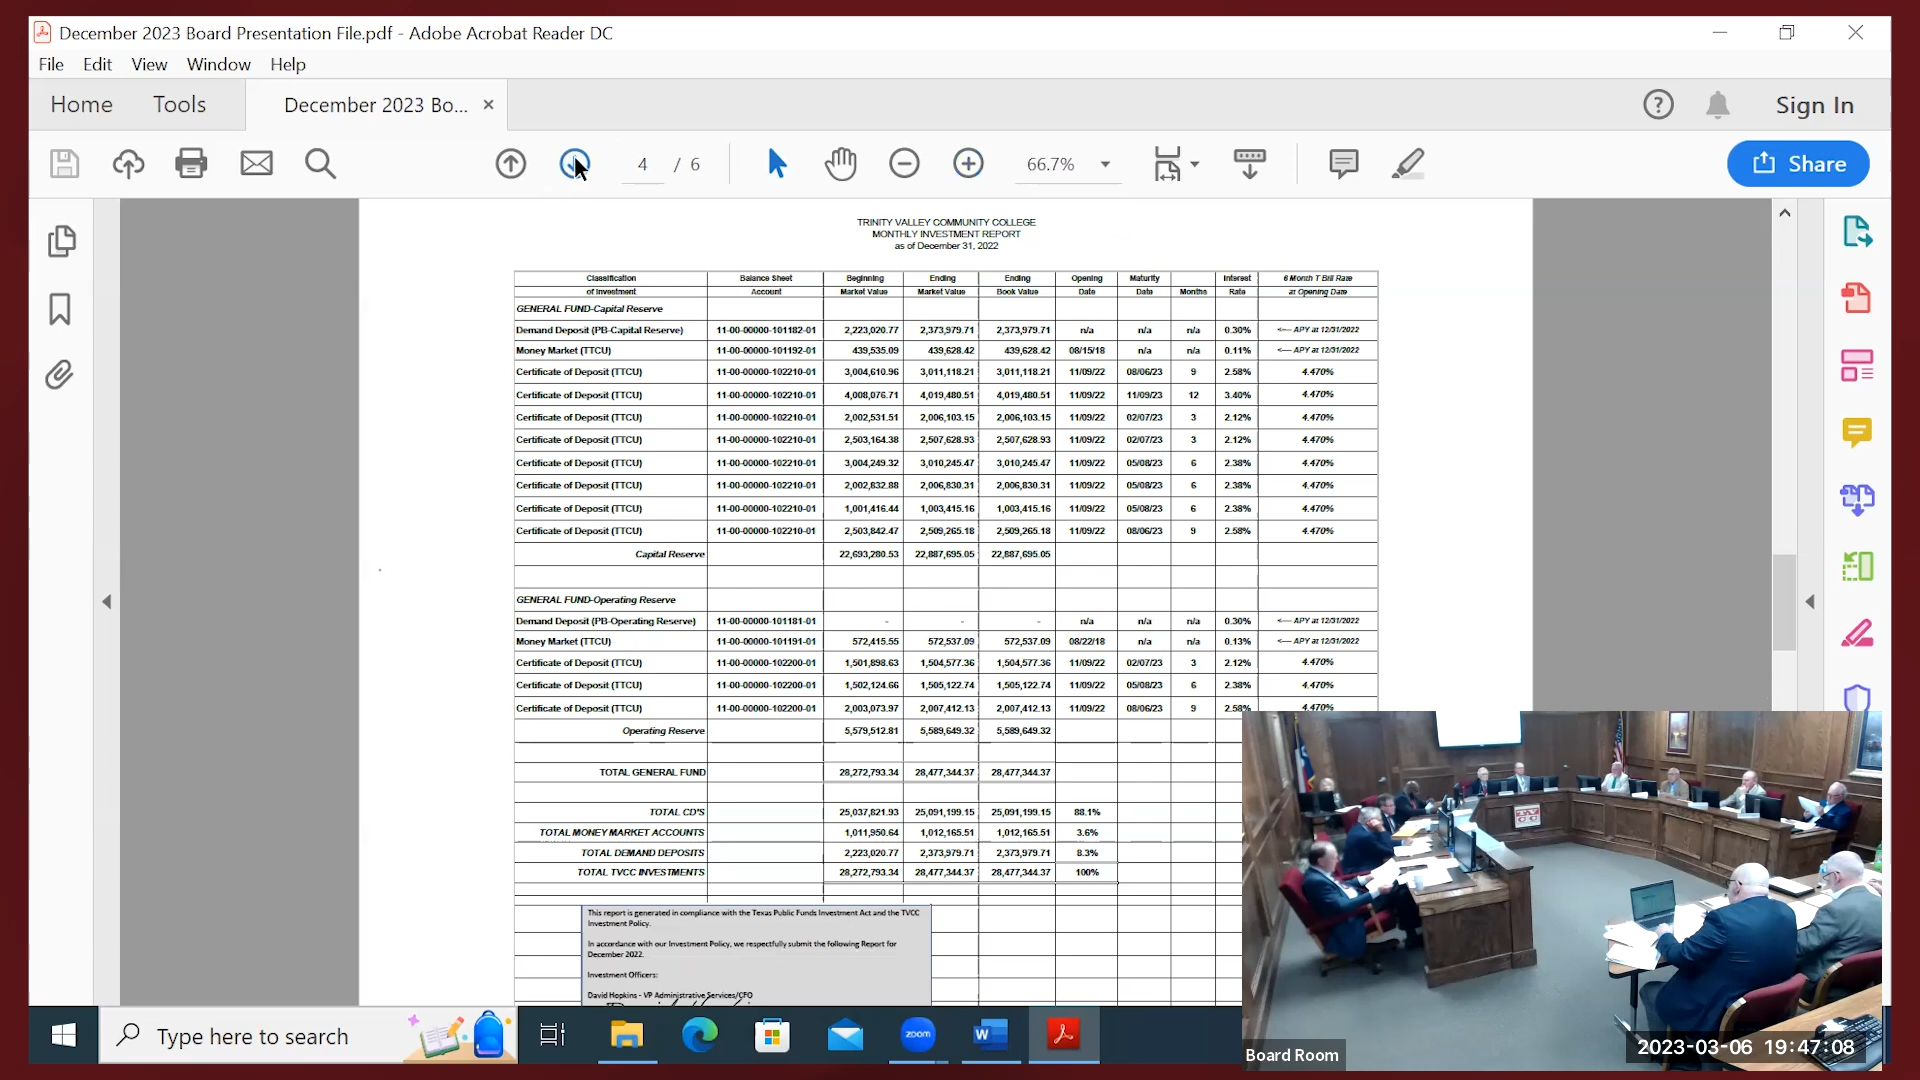 December 2023 Board Presentation File.pdf - Adobe Acrobat Reader DC
File Edit View Window Help
Home Tools December 2023 Bo... × Sign In
4 / 6 66.7% Share
TRINITY VALLEY COMMUNITY COLLEGE
MONTHLY INVESTMENT REPORT
as of December 31, 2022
Classification Balance Sheet Beginning Ending Ending Opening Maturity Interest 6 Month T Bill Rate
of Investment Account Market Value Market Value Book Value Date Date Months Rate at Opening Date
GENERAL FUND-Capital Reserve
Demand Deposit (PB-Capital Reserve) 11-00-00000-101182-01 2,223,020.77 2,373,979.71 2,373,979.71 n/a n/a n/a 0.30% <--- APY at 12/31/2022
Money Market (TTCU) 11-00-00000-101192-01 439,535.09 439,628.42 439,628.42 08/15/18 n/a n/a 0.11% <--- APY at 12/31/2022
Certificate of Deposit (TTCU) 11-00-00000-102210-01 3,004,610.96 3,011,118.21 3,011,118.21 11/09/22 08/06/23 9 2.58% 4.470%
Certificate of Deposit (TTCU) 11-00-00000-102210-01 4,008,076.71 4,019,480.51 4,019,480.51 11/09/22 11/09/23 12 3.40% 4.470%
Certificate of Deposit (TTCU) 11-00-00000-102210-01 2,002,531.51 2,006,103.15 2,006,103.15 11/09/22 02/07/23 3 2.12% 4.470%
Certificate of Deposit (TTCU) 11-00-00000-102210-01 2,503,164.38 2,507,628.93 2,507,628.93 11/09/22 02/07/23 3 2.12% 4.470%
Certificate of Deposit (TTCU) 11-00-00000-102210-01 3,004,249.32 3,010,245.47 3,010,245.47 11/09/22 05/08/23 6 2.38% 4.470%
Certificate of Deposit (TTCU) 11-00-00000-102210-01 2,002,832.88 2,006,830.31 2,006,830.31 11/09/22 05/08/23 6 2.38% 4.470%
Certificate of Deposit (TTCU) 11-00-00000-102210-01 1,001,416.44 1,003,415.16 1,003,415.16 11/09/22 05/08/23 6 2.38% 4.470%
Certificate of Deposit (TTCU) 11-00-00000-102210-01 2,503,842.47 2,509,265.18 2,509,265.18 11/09/22 08/06/23 9 2.58% 4.470%
Capital Reserve 22,693,280.53 22,887,695.05 22,887,695.05
GENERAL FUND-Operating Reserve
Demand Deposit (PB-Operating Reserve) 11-00-00000-101181-01 - - - n/a n/a n/a 0.30% <--- APY at 12/31/2022
Money Market (TTCU) 11-00-00000-101191-01 572,415.55 572,537.09 572,537.09 08/22/18 n/a n/a 0.13% <--- APY at 12/31/2022
Certificate of Deposit (TTCU) 11-00-00000-102200-01 1,501,898.63 1,504,577.36 1,504,577.36 11/09/22 02/07/23 3 2.12% 4.470%
Certificate of Deposit (TTCU) 11-00-00000-102200-01 1,502,124.66 1,505,122.74 1,505,122.74 11/09/22 05/08/23 6 2.38% 4.470%
Certificate of Deposit (TTCU) 11-00-00000-102200-01 2,003,073.97 2,007,412.13 2,007,412.13 11/09/22 08/06/23 9 2.58% 4.470%
Operating Reserve 5,579,512.81 5,589,649.32 5,589,649.32
TOTAL GENERAL FUND 28,272,793.34 28,477,344.37 28,477,344.37
TOTAL CD'S 25,037,821.93 25,091,199.15 25,091,199.15 88.1%
TOTAL MONEY MARKET ACCOUNTS 1,011,950.64 1,012,165.51 1,012,165.51 3.6%
TOTAL DEMAND DEPOSITS 2,223,020.77 2,373,979.71 2,373,979.71 8.3%
TOTAL TVCC INVESTMENTS 28,272,793.34 28,477,344.37 28,477,344.37 100%
This report is generated in compliance with the Texas Public Funds Investment Act and the TVCC
Investment Policy.
In accordance with our Investment Policy, we respectfully submit the following Report for
December 2022.
Investment Officers:
David Hopkins - VP Administrative Services/CFO
Type here to search
zoom
TVCC
Board Room
2023-03-06 19:47:08